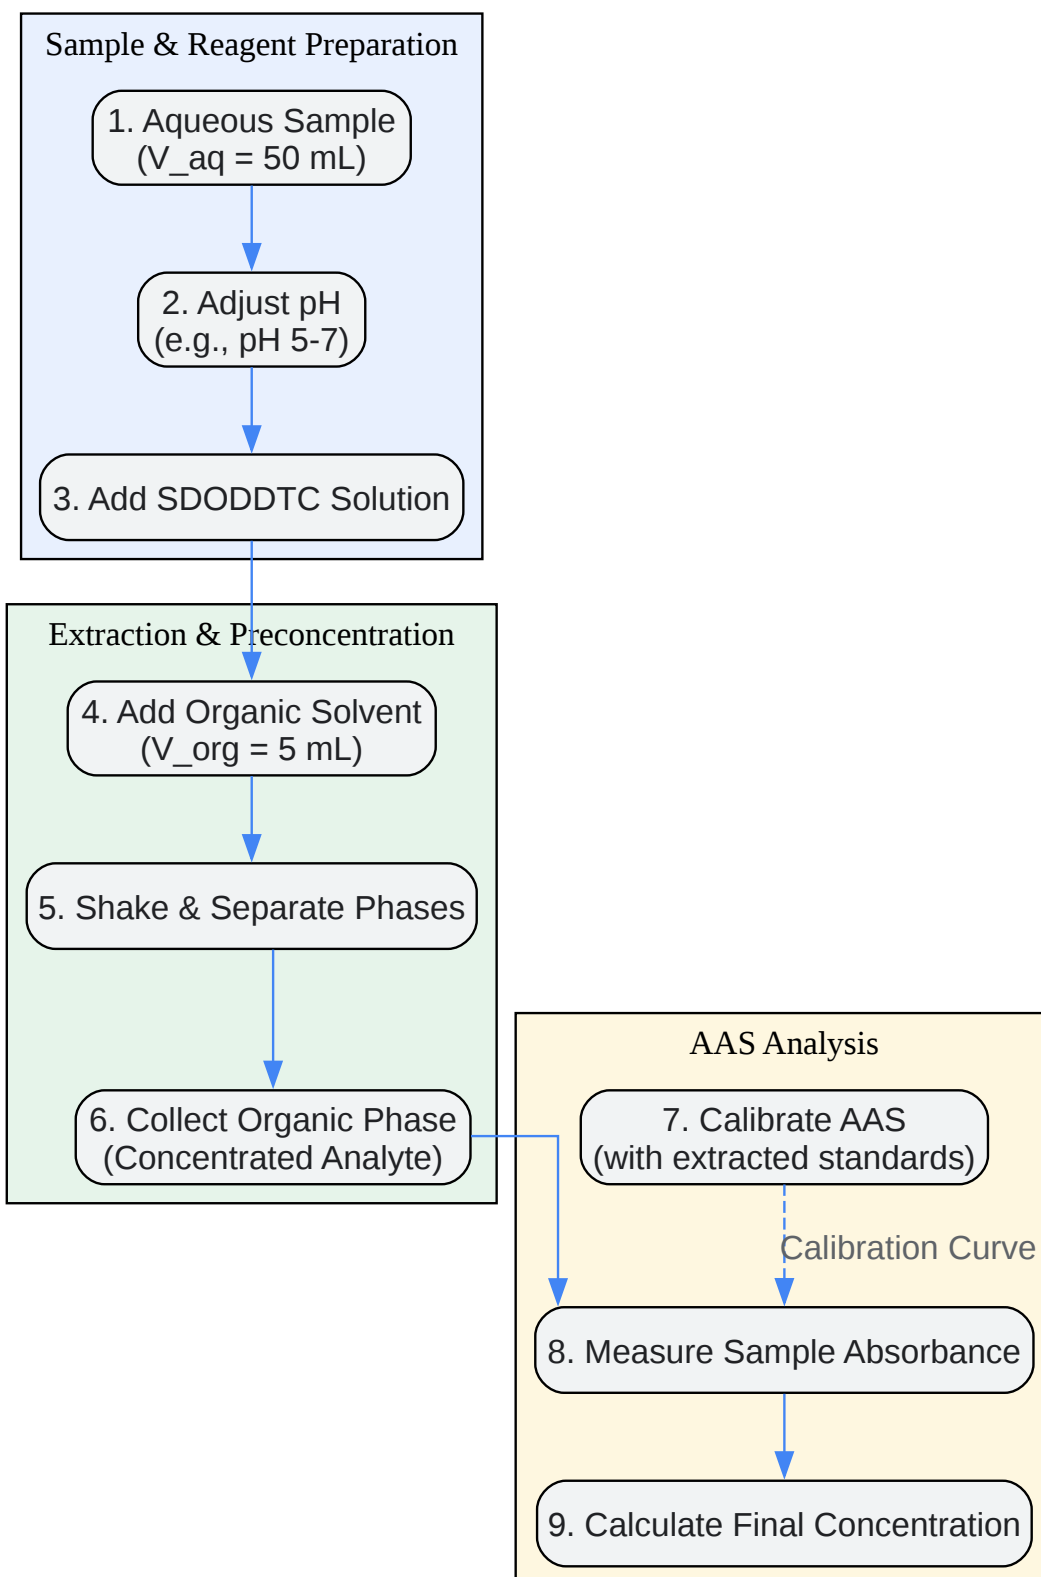 Sample & Reagent Preparation
1. Aqueous Sample
(V_aq = 50 mL)
2. Adjust pH
(e.g., pH 5-7)
3. Add SDODDTC Solution
Extraction & Preconcentration
4. Add Organic Solvent
(V_org = 5 mL)
5. Shake & Separate Phases
6. Collect Organic Phase
(Concentrated Analyte)
AAS Analysis
7. Calibrate AAS
(with extracted standards)
Calibration Curve
8. Measure Sample Absorbance
9. Calculate Final Concentration